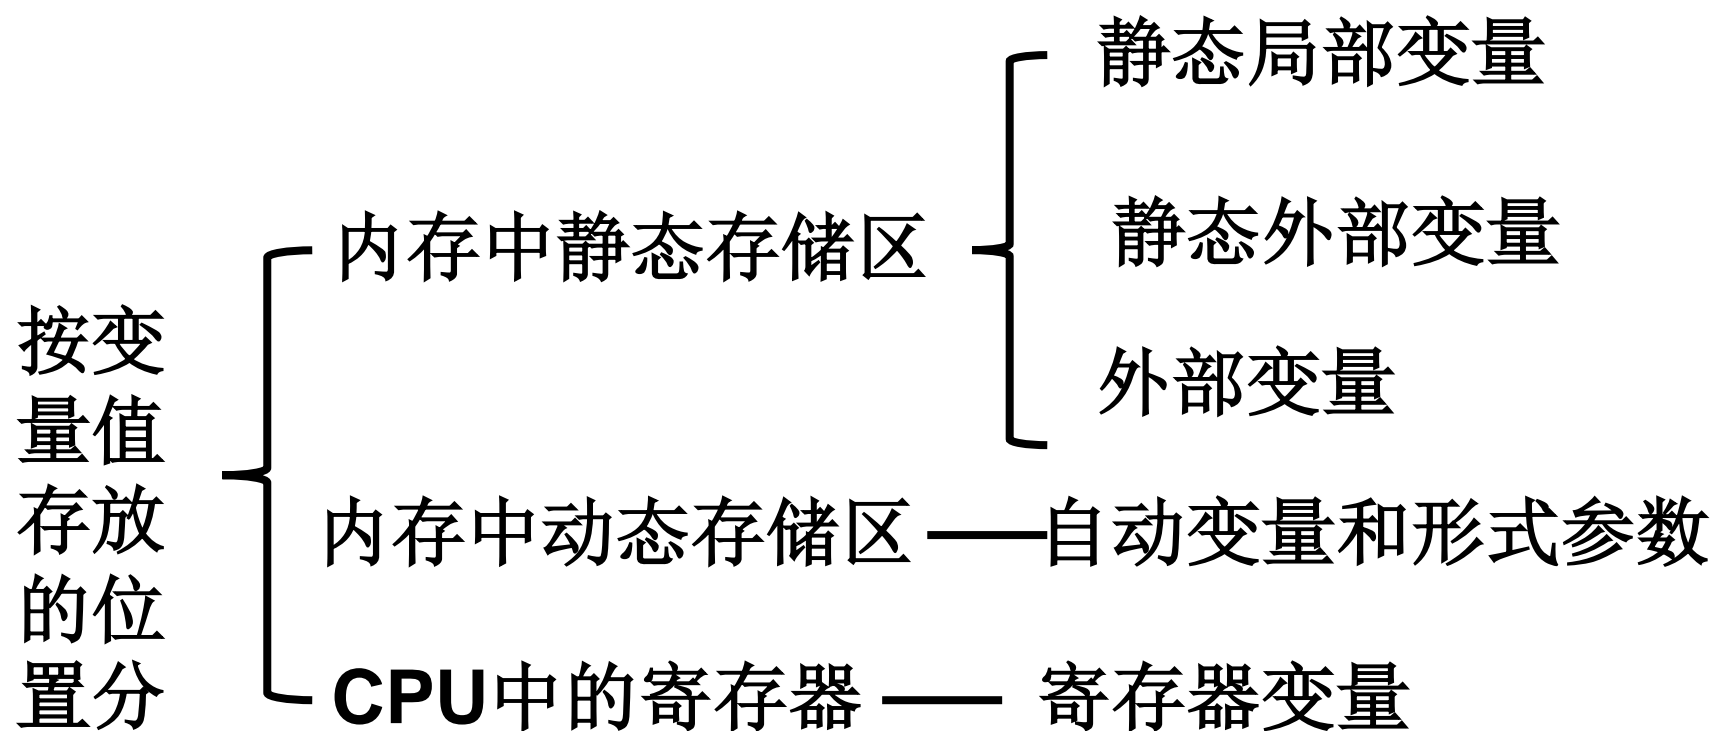 静态局部变量
内存中静态存储区
静态外部变量
外部变量
按变
量值
存放
的位
置分
内存中动态存储区
自动变量和形式参数
CPU中的寄存器
寄存器变量